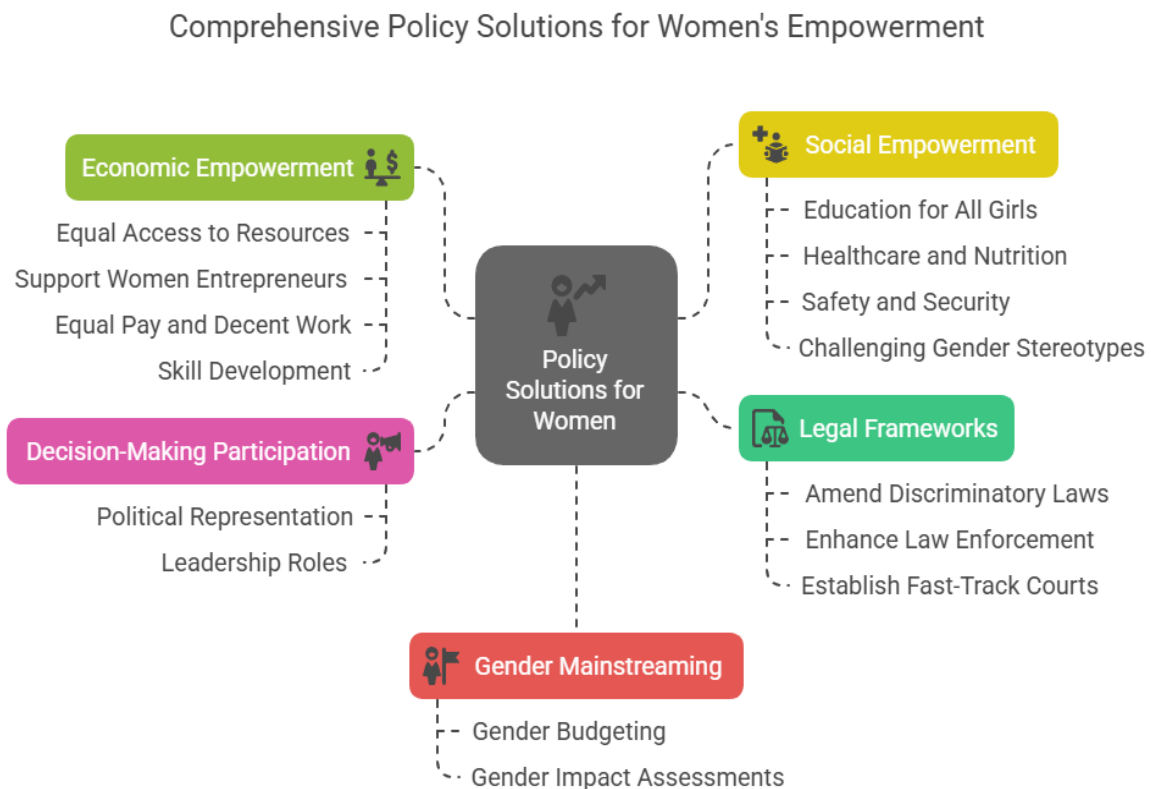 Comprehensive Policy Solutions for Women's Empowerment
Economic Empowerment
Equal Access to Resources
Support Women Entrepreneurs
Equal Pay and Decent Work
Skill Development
Decision-Making Participation
Political Representation
Leadership Roles
Policy
Solutions for
Women
Social Empowerment
Education for All Girls
Healthcare and Nutrition
Safety and Security
Challenging Gender Stereotypes
Legal Frameworks
Amend Discriminatory Laws
Enhance Law Enforcement
Establish Fast-Track Courts
Gender Mainstreaming
Gender Budgeting
Gender Impact Assessments